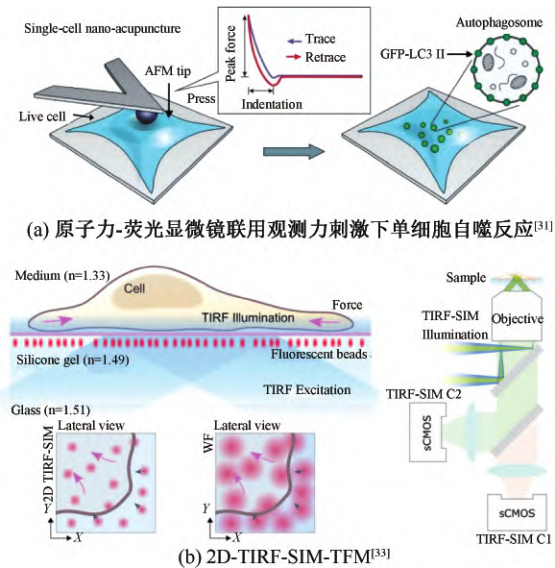 Single-cell nano-acupuncture
AFM tip
Live cell
Press
Peak force
Trace
Retrace
Indentation
Autophagosome
GFP-LC3 II
(a) 原子力-荧光显微镜联用观测力刺激下单细胞自噬反应[31]
Medium (n=1.33)
Cell
Force
TIRF Illumination
Silicone gel (n=1.49)
Fluorescent beads
TIRF Excitation
Glass (n=1.51)
Lateral view
2D TIRF-SIM
Y
X
Lateral view
WF
Y
X
Sample
Objective
TIRF-SIM
Illumination
TIRF-SIM C2
sCMOS
sCMOS
TIRF-SIM C1
(b) 2D-TIRF-SIM-TFM[33]